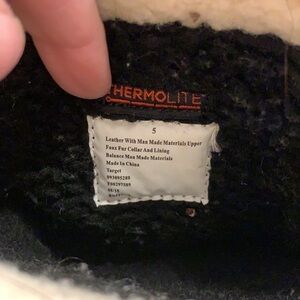 THERMOLITE
5
Leather With Man Made Materials Upper
Faux Fur Collar And Lining
Balance Man Made Materials
Made In China
Target
093095288